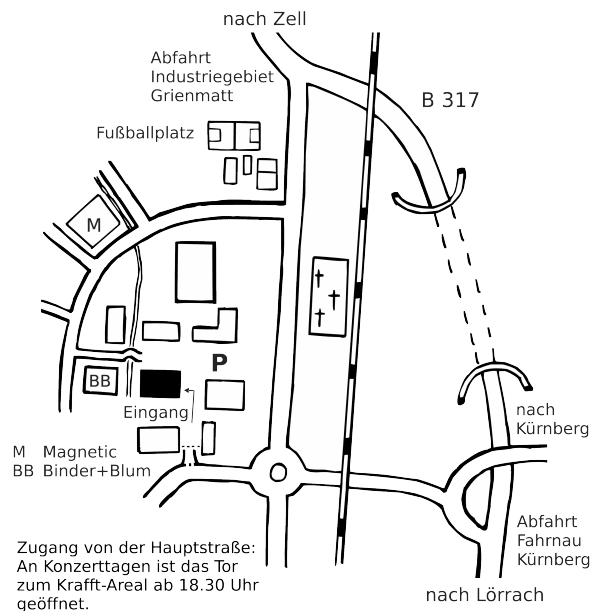 nach Zell
Abfahrt
Industriegebiet
Grienmatt
B 317
Fußballplatz
M
P
BB
Eingang
nach
Kürnberg
M Magnetic
BB Binder+Blum
Abfahrt
Fahrnau
Kürnberg
Zugang von der Hauptstraße:
An Konzerttagen ist das Tor
zum Krafft-Areal ab 18.30 Uhr
geöffnet.
nach Lörrach